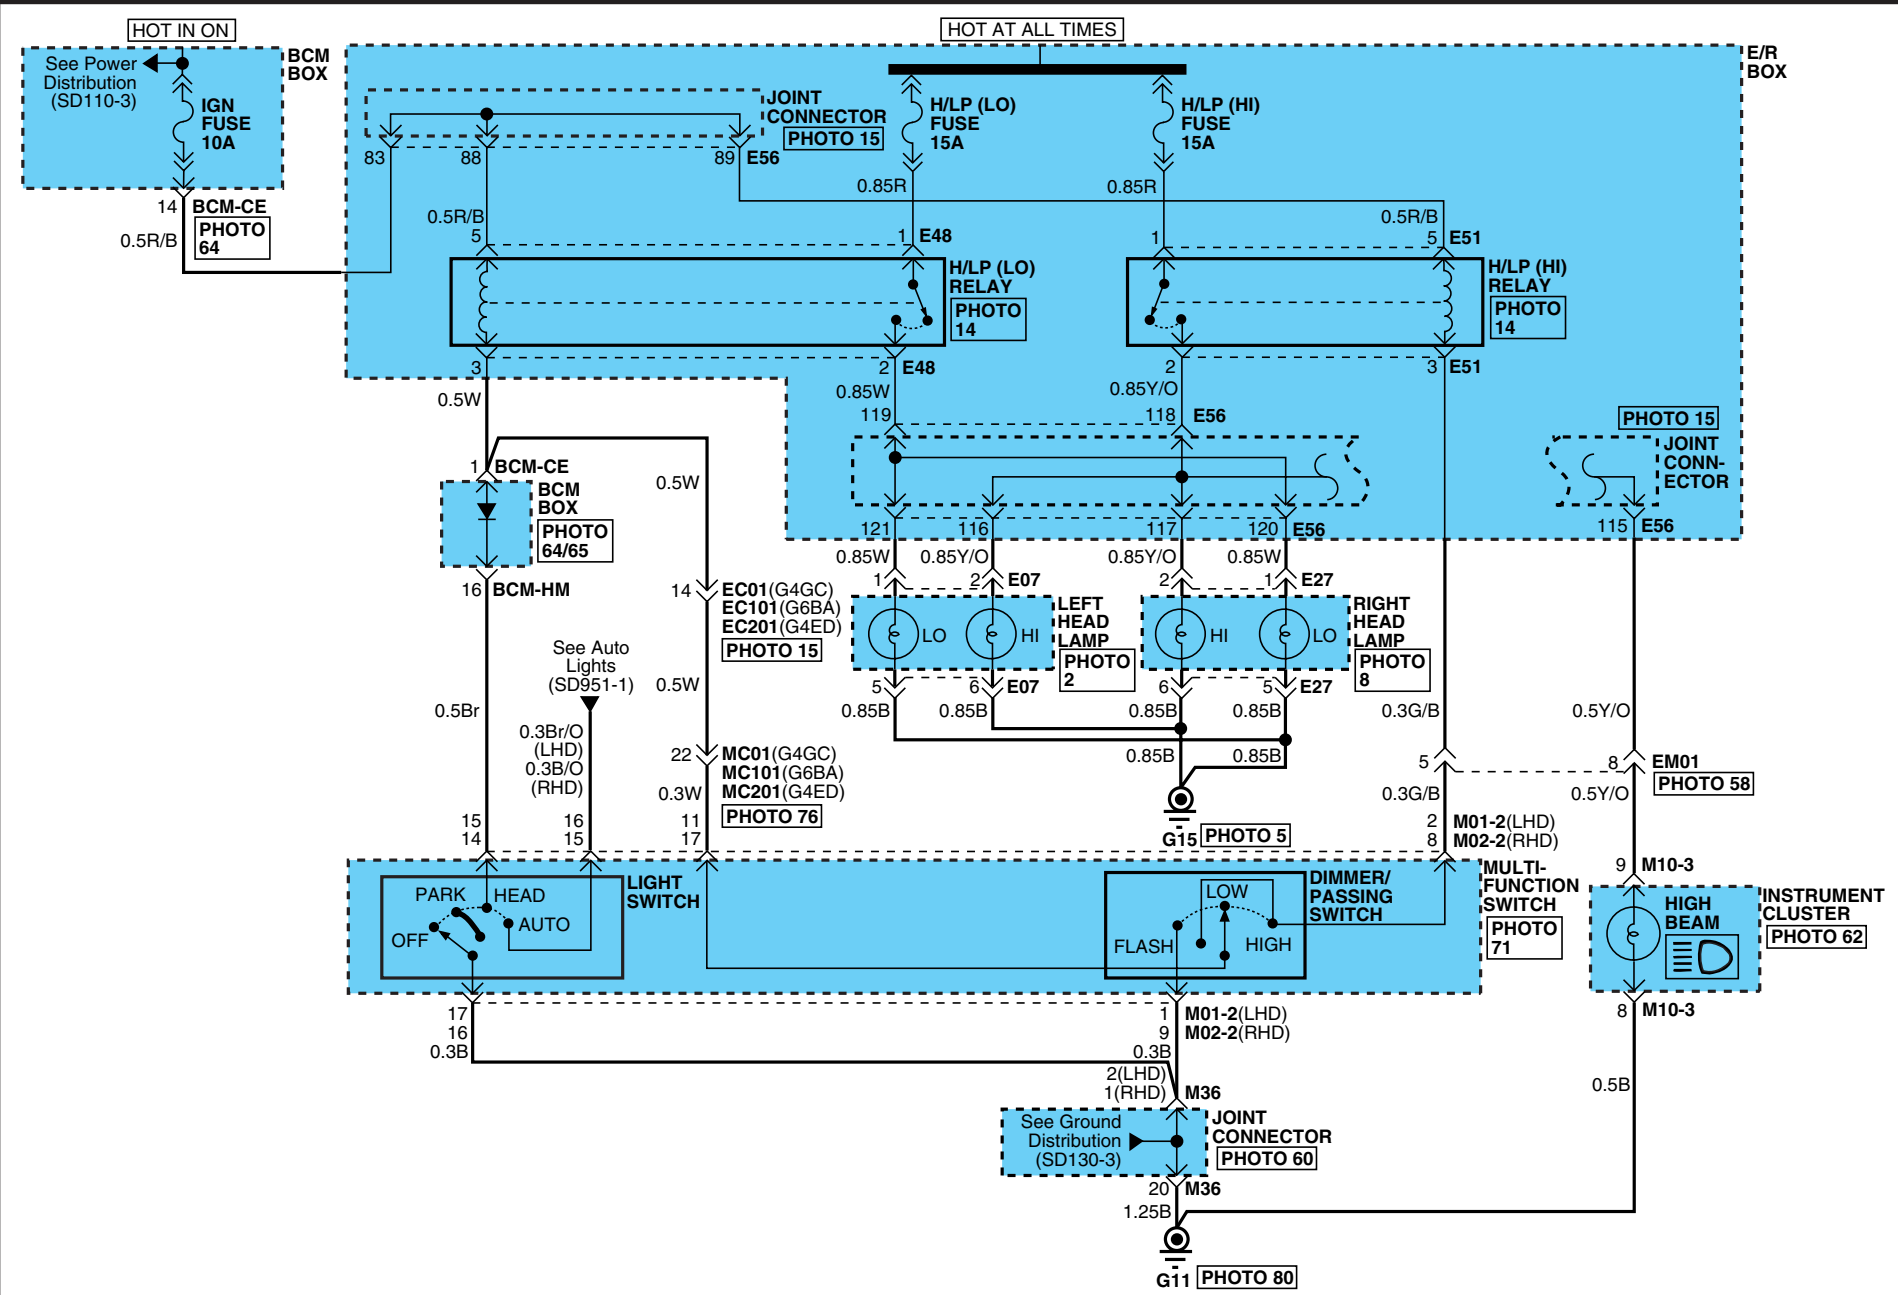 HOT IN ON
HOT AT ALL TIMES
See Power
Distribution
(SD110-3)
IGN
FUSE
10A
BCM
BOX
14 BCM-CE
PHOTO
64
0.5R/B
E/R
BOX
JOINT
CONNECTOR
PHOTO 15
83 88 89 E56
H/LP (LO)
FUSE
15A
H/LP (HI)
FUSE
15A
0.85R
0.85R
0.5R/B
5
1 E48
1
0.5R/B
5 E51
H/LP (LO)
RELAY
PHOTO
14
H/LP (HI)
RELAY
PHOTO
14
3
2 E48
2
3 E51
0.5W
0.85W
0.85Y/O
119
118 E56
PHOTO 15
JOINT
CONN-
ECTOR
121 116 117 120 E56
115 E56
1 BCM-CE
BCM
BOX
PHOTO
64/65
16 BCM-HM
0.5W
14 EC01(G4GC)
EC101(G6BA)
EC201(G4ED)
PHOTO 15
0.85W 0.85Y/O 0.85Y/O 0.85W
1 2 E07
2 1 E27
LO HI
LEFT
HEAD
LAMP
PHOTO
2
HI LO
RIGHT
HEAD
LAMP
PHOTO
8
5 6 E07
6 5 E27
0.85B 0.85B 0.85B 0.85B
0.85B 0.85B
G15 PHOTO 5
See Auto
Lights
(SD951-1)
0.5Br
0.3Br/O
(LHD)
0.3B/O
(RHD)
0.5W
22 MC01(G4GC)
MC101(G6BA)
MC201(G4ED)
PHOTO 76
0.3W
0.3G/B
0.5Y/O
5
8 EM01
PHOTO 58
0.3G/B
0.5Y/O
15 16 11
14 15 17
2 M01-2(LHD)
8 M02-2(RHD)
9 M10-3
LIGHT
SWITCH
PARK HEAD
OFF AUTO
DIMMER/
PASSING
SWITCH
LOW
FLASH HIGH
MULTI-
FUNCTION
SWITCH
PHOTO
71
HIGH
BEAM
INSTRUMENT
CLUSTER
PHOTO 62
17
16
0.3B
1 M01-2(LHD)
9 M02-2(RHD)
0.3B
8 M10-3
0.5B
2(LHD)
1(RHD) M36
See Ground
Distribution
(SD130-3)
JOINT
CONNECTOR
PHOTO 60
20 M36
1.25B
G11 PHOTO 80